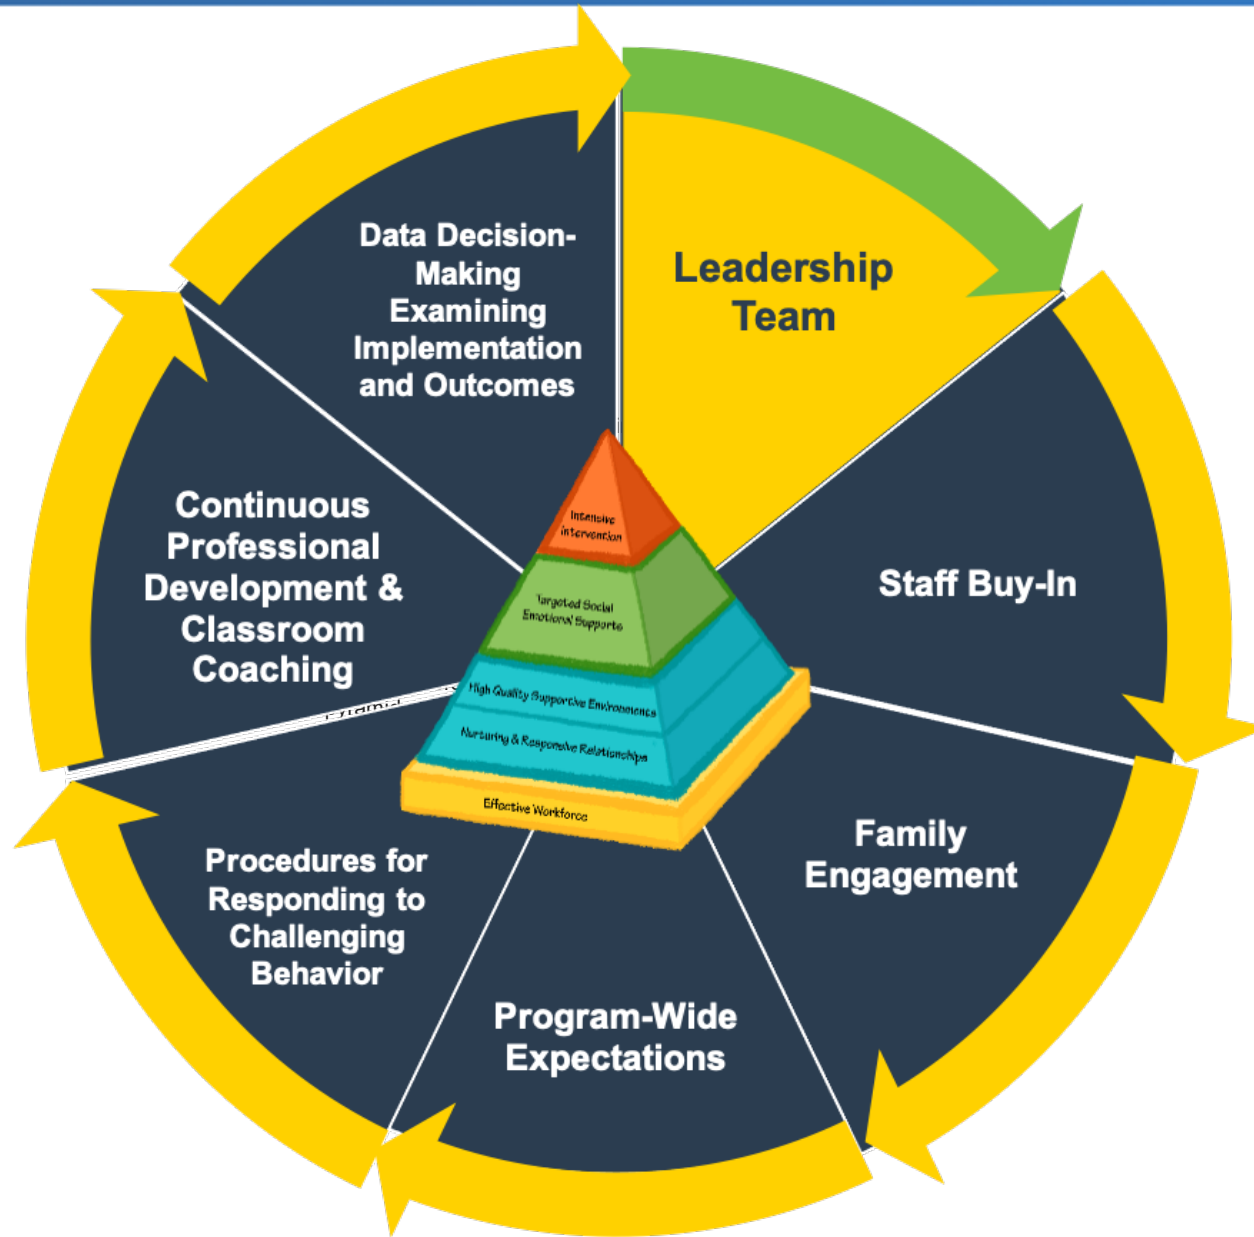 Leadership
Team
Staff Buy-In
Family
Engagement
Program-Wide
Expectations
Procedures for
Responding to
Challenging
Behavior
Continuous
Professional
Development &
Classroom
Coaching
Data Decision-
Making
Examining
Implementation
and Outcomes
Intensive
Intervention
Targeted Social
Emotional Supports
High Quality Supportive Environments
Nurturing & Responsive Relationships
Effective Workforce